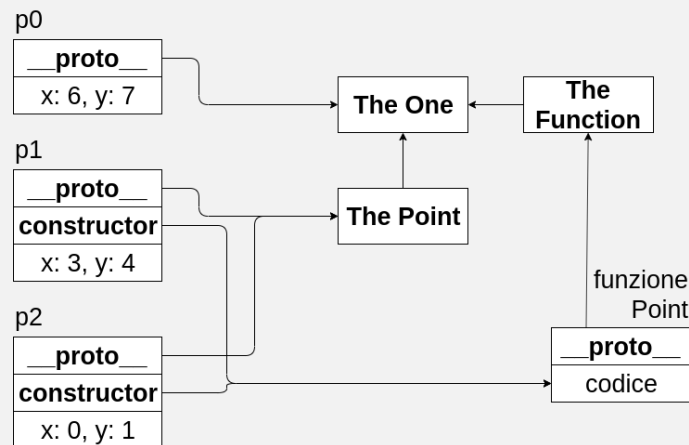 p0
__proto__
x: 6, y: 7
The One
The
Function
p1
__proto__
constructor
x: 3, y: 4
The Point
p2
__proto__
constructor
x: 0, y: 1
funzione
Point
__proto__
codice